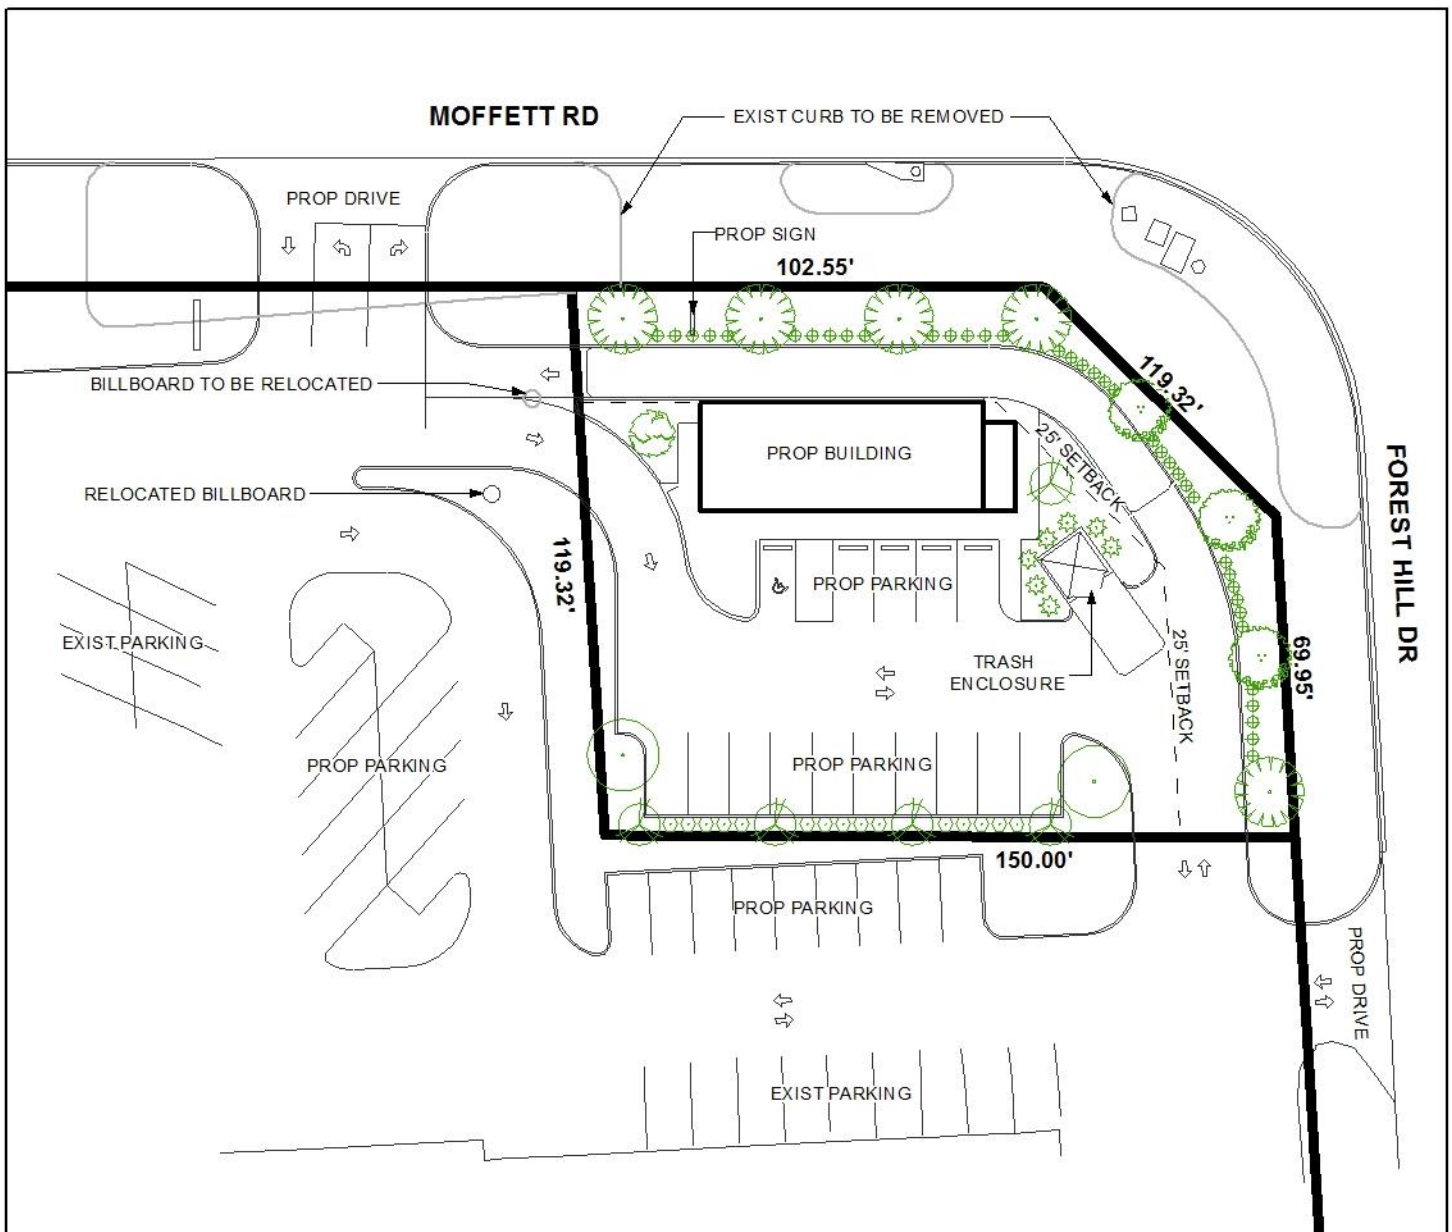 MOFFETT RD
EXIST CURB TO BE REMOVED
PROP DRIVE
PROP SIGN
102.55'
BILLBOARD TO BE RELOCATED
119.32'
25' SETBACK
PROP BUILDING
FOREST HILL DR
RELOCATED BILLBOARD
119.32'
PROP PARKING
EXIST PARKING
TRASH
ENCLOSURE
25' SETBACK
69.95'
PROP PARKING
PROP PARKING
150.00'
PROP PARKING
PROP DRIVE
EXIST PARKING